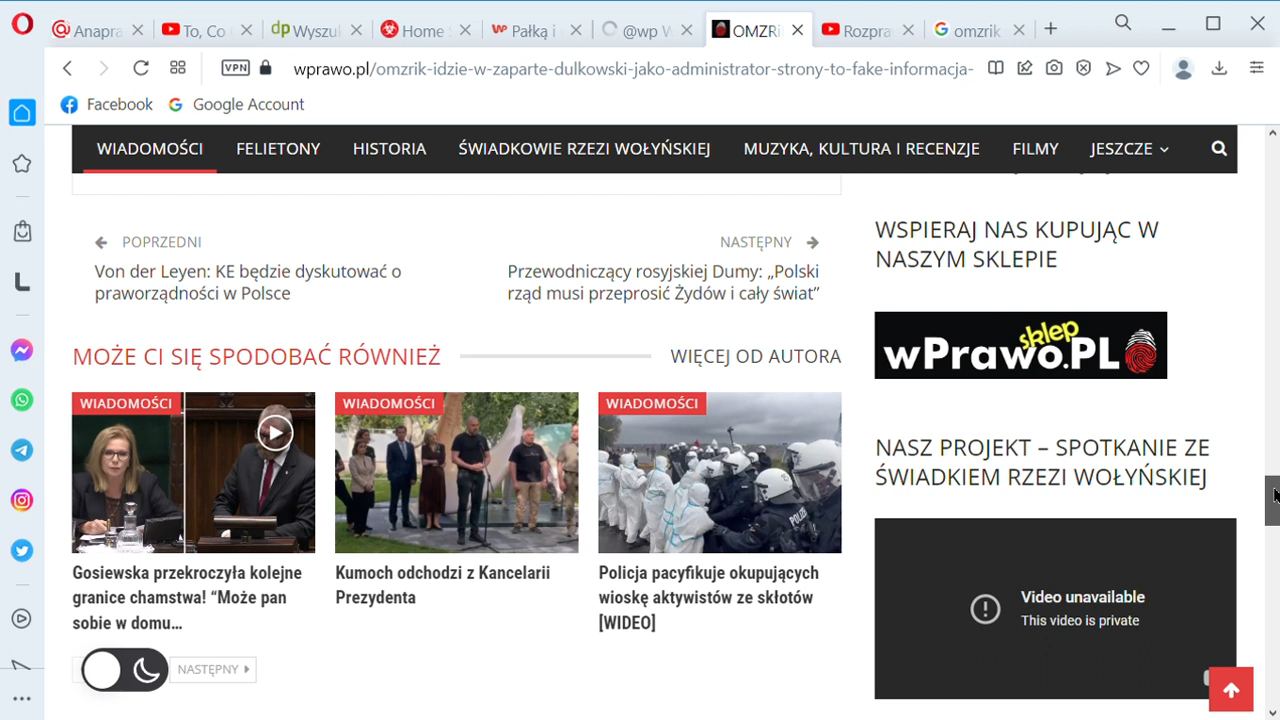 Anapra
To, Co
Wyszuk
Home
Pałką i
@wp W
OMZRi
Rozpra
omzrik
VPN
wprawo.pl/omzrik-idzie-w-zaparte-dulkowski-jako-administrator-strony-to-fake-informacja-
Facebook
Google Account
WIADOMOŚCI
FELIETONY
HISTORIA
ŚWIADKOWIE RZEZI WOŁYŃSKIEJ
MUZYKA, KULTURA I RECENZJE
FILMY
JESZCZE
POPRZEDNI
Von der Leyen: KE będzie dyskutować o
praworządności w Polsce
NASTĘPNY
Przewodniczący rosyjskiej Dumy: „Polski
rząd musi przeprosić Żydów i cały świat”
MOŻE CI SIĘ SPODOBAĆ RÓWNIEŻ
WIĘCEJ OD AUTORA
WIADOMOŚCI
Gosiewska przekroczyła kolejne
granice chamstwa! “Może pan
sobie w domu…
WIADOMOŚCI
Kumoch odchodzi z Kancelarii
Prezydenta
WIADOMOŚCI
Policja pacyfikuje okupujących
wioskę aktywistów ze skłotów
[WIDEO]
NASTĘPNY
WSPIERAJ NAS KUPUJĄC W
NASZYM SKLEPIE
sklep
wPrawo.PL
NASZ PROJEKT – SPOTKANIE ZE
ŚWIADKIEM RZEZI WOŁYŃSKIEJ
Video unavailable
This video is private